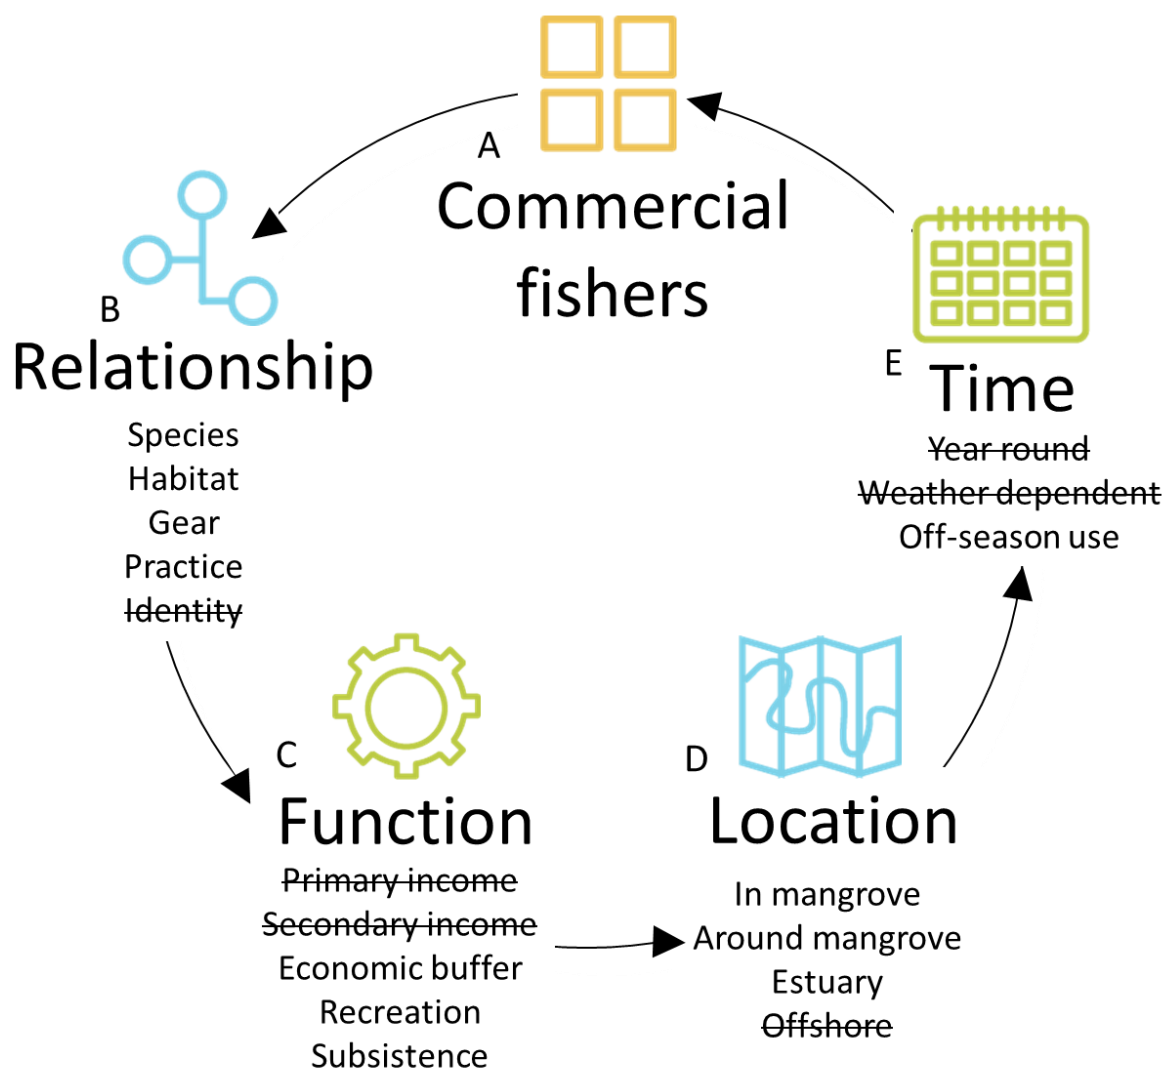 A
Commercial
fishers
B
Relationship
Species
Habitat
Gear
Practice
Identity
C
Function
Primary income
Secondary income
Economic buffer
Recreation
Subsistence
D
Location
In mangrove
Around mangrove
Estuary
Offshore
E
Time
Year round
Weather dependent
Off-season use